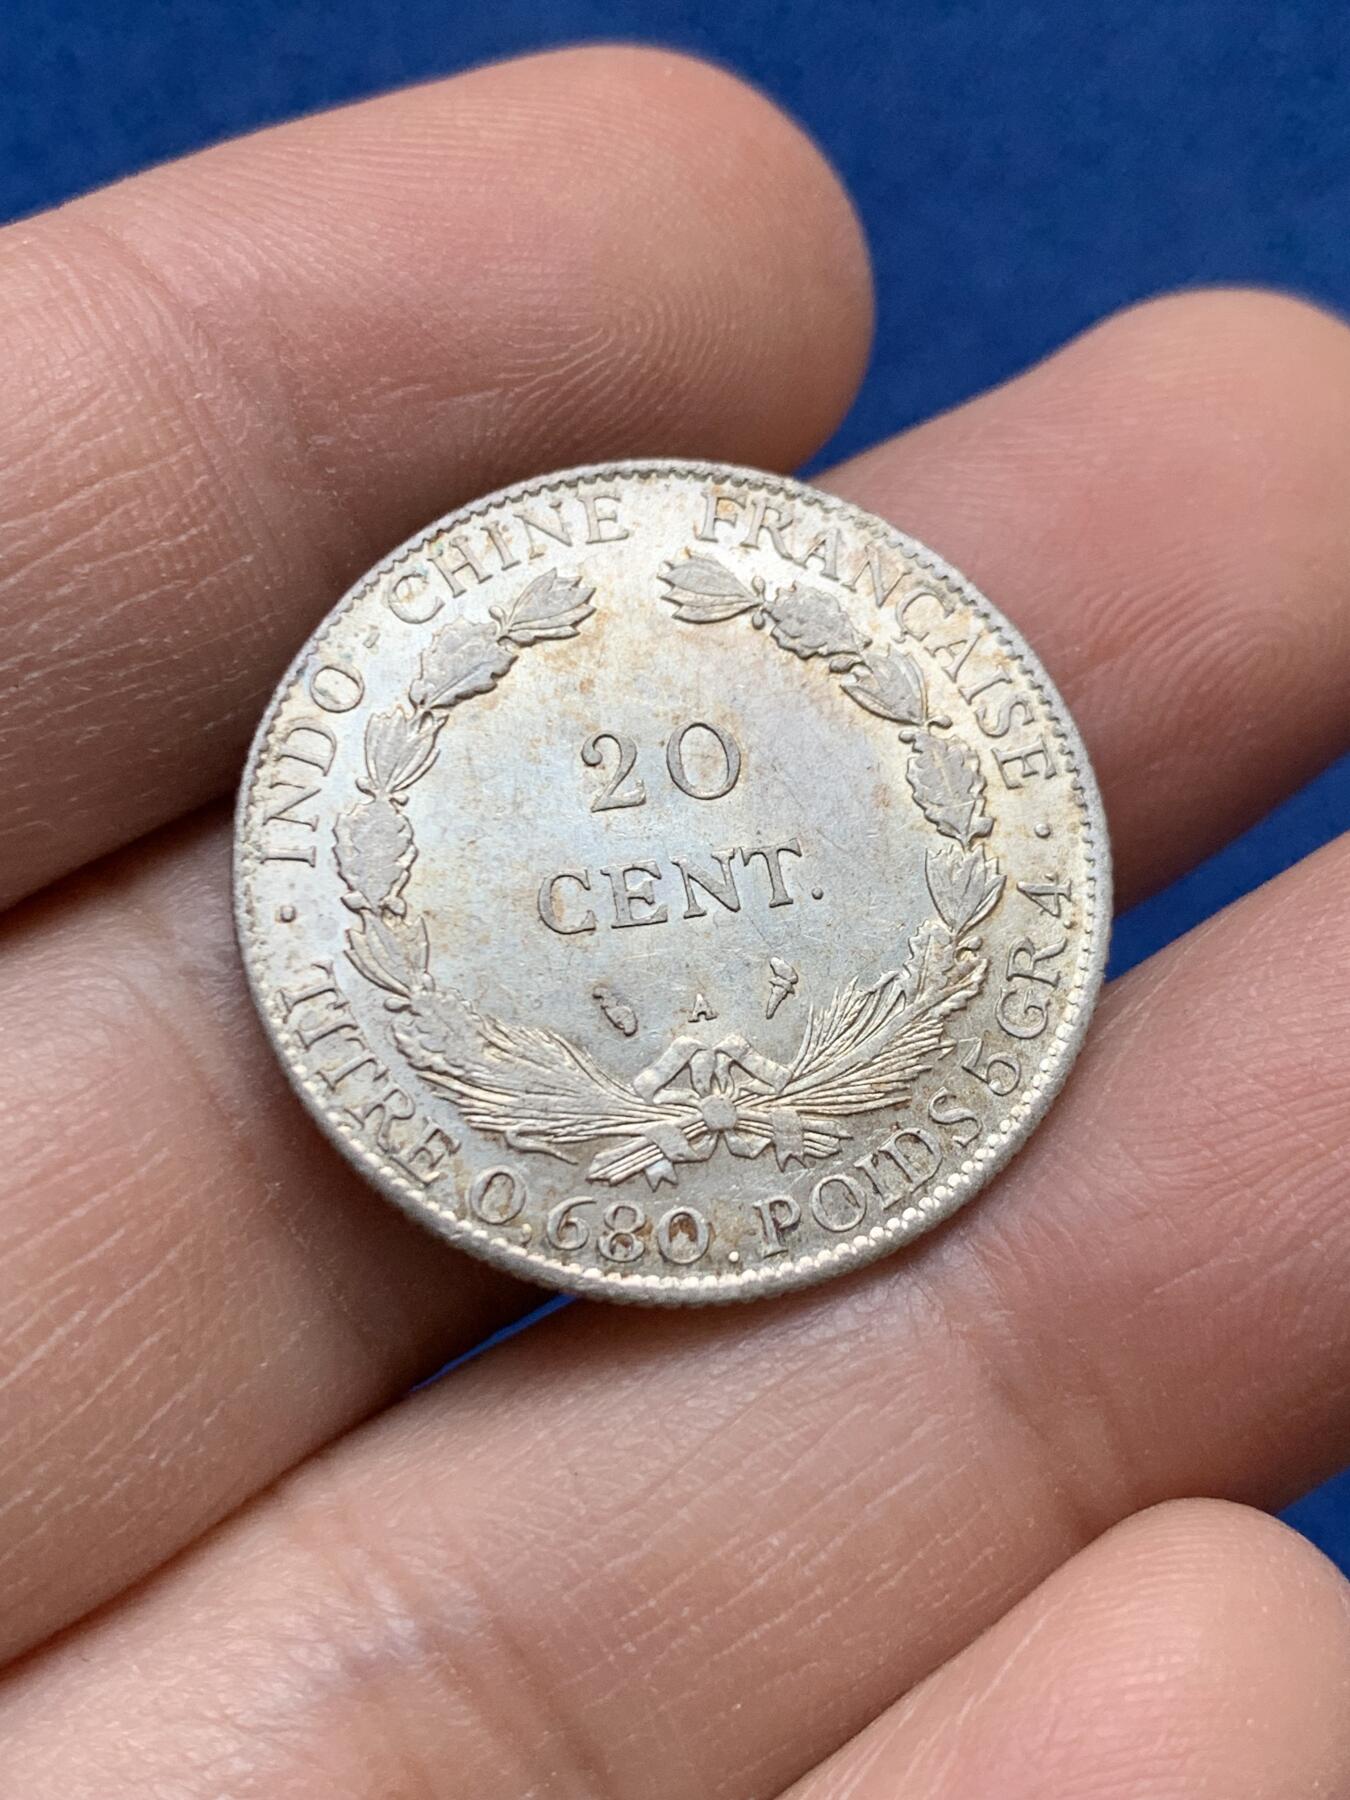 · INDO-CHINE FRANÇAISE ·
20
CENT.
A
TITRE 0,680. POIDS 5 GR.4